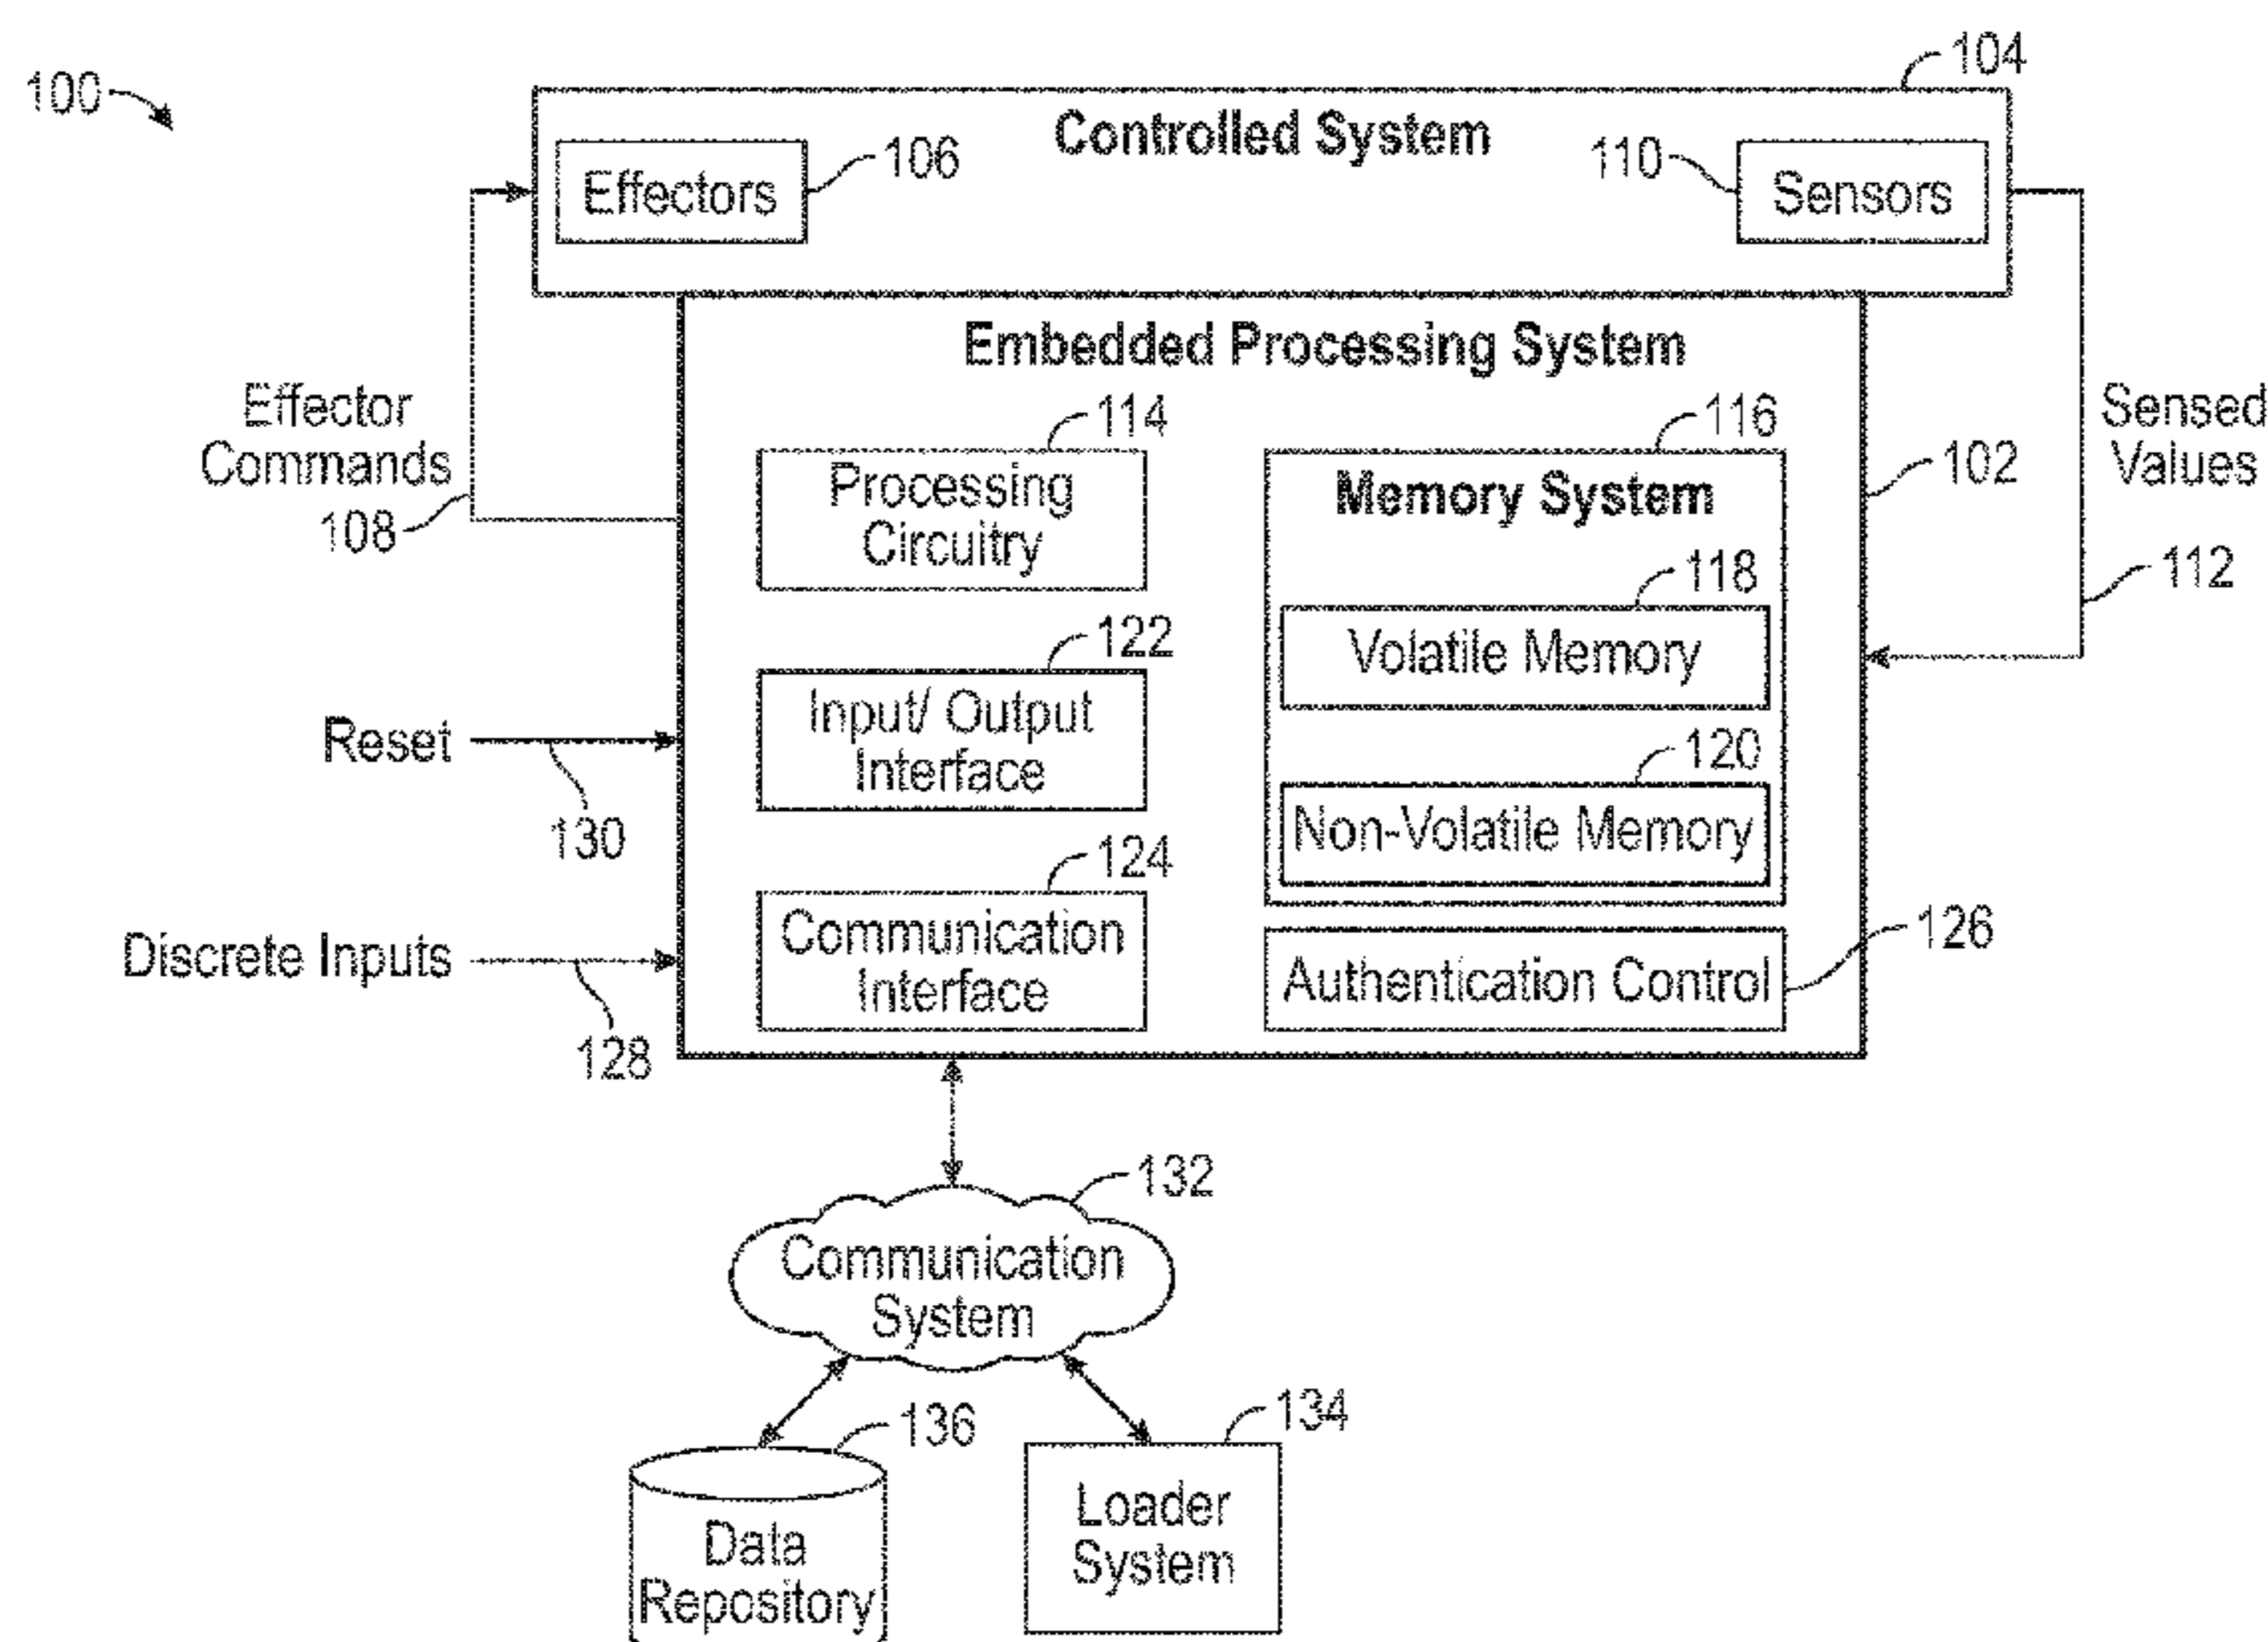 100
104
Controlled System
Effectors
106
110
Sensors
Embedded Processing System
Effector
Commands
108
114
Processing
Circuitry
116
Memory System
102
Sensed
Values
112
118
Volatile Memory
122
Input/ Output
Interface
Reset
130
120
Non-Volatile Memory
124
Communication
Interface
Discrete Inputs
128
126
Authentication Control
132
Communication
System
136
Data
Repository
134
Loader
System